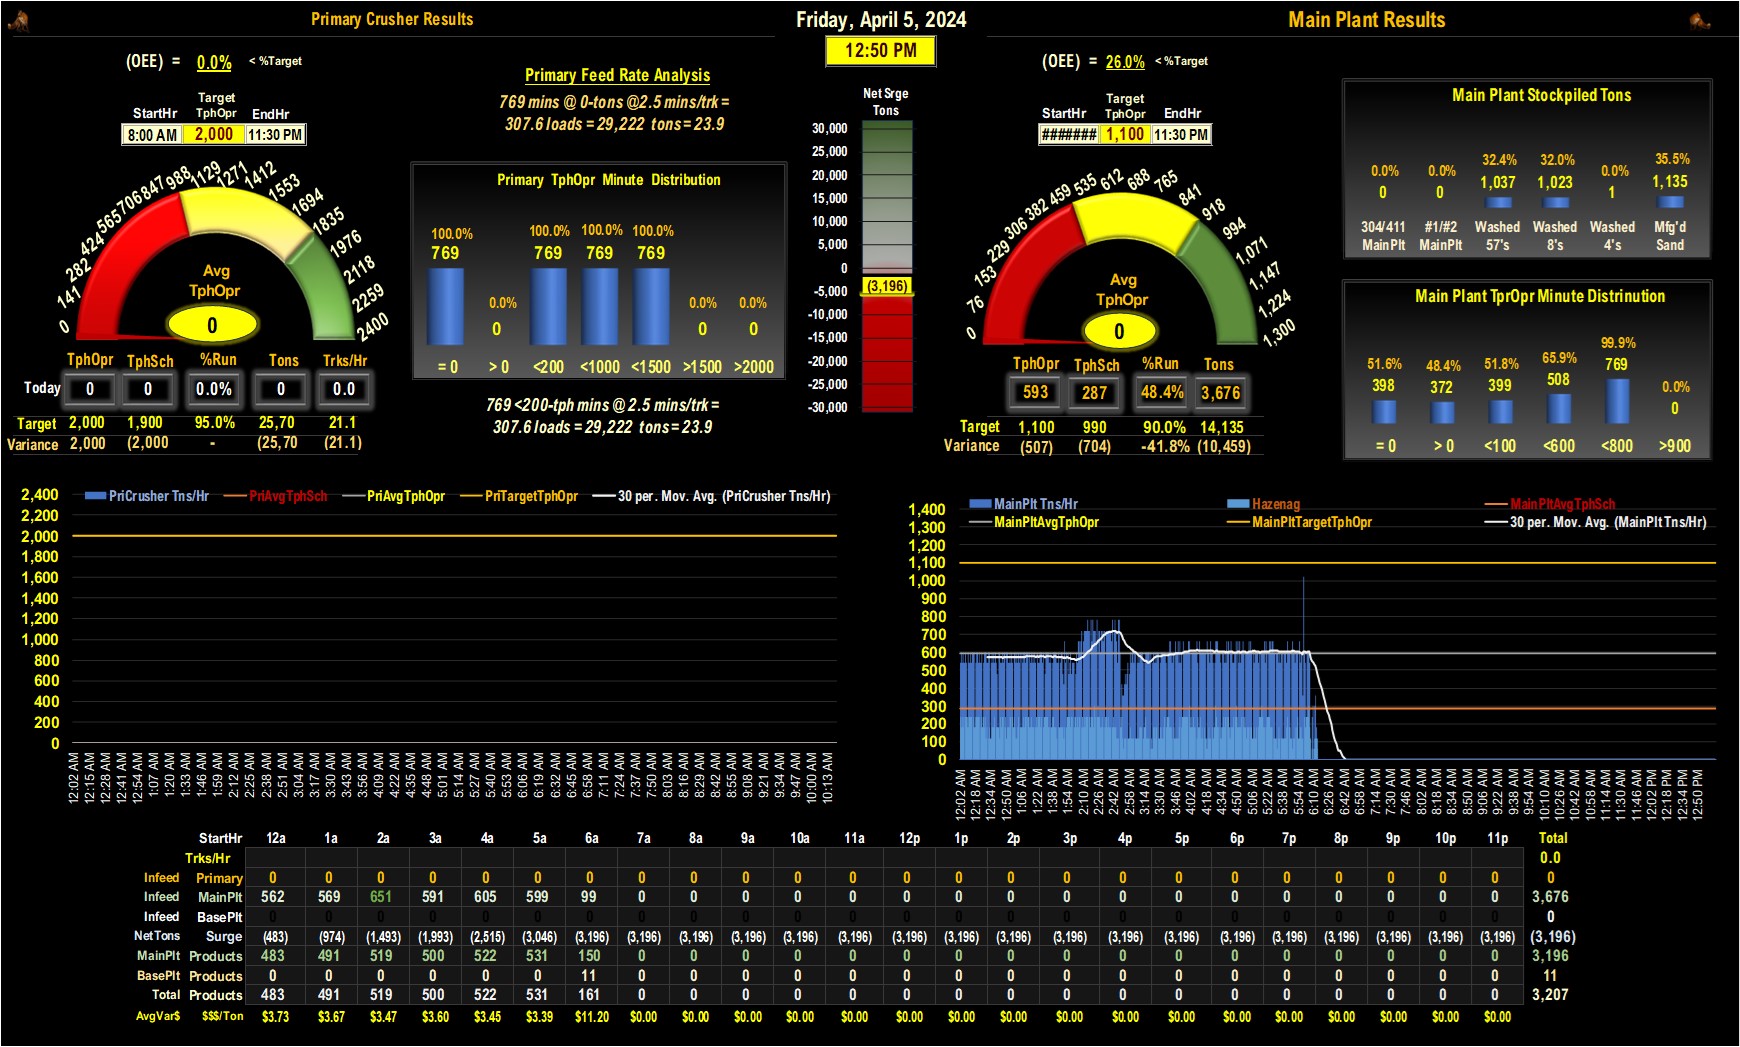 Primary Crusher Results
Friday, April 5, 2024
Main Plant Results
12:50 PM
(OEE) = 0.0% < %Target
Target
StartHr TphOpr EndHr
8:00 AM 2,000 11:30 PM
0 141 282 424 565 706 847 988 1129 1271 1412 1553 1694 1835 1976 2118 2259 2400
Avg
TphOpr
0
TphOpr TphSch %Run Tons Trks/Hr
Today 0 0 0.0% 0 0.0
Target 2,000 1,900 95.0% 25,70 21.1
Variance 2,000 (2,000 - (25,70 (21.1)
Primary Feed Rate Analysis
769 mins @ 0-tons @2.5 mins/trk =
307.6 loads = 29,222 tons = 23.9
Primary TphOpr Minute Distribution
100.0% 0.0% 100.0% 100.0% 100.0% 0.0% 0.0%
769 0 769 769 769 0 0
= 0 > 0 <200 <1000 <1500 >1500 >2000
769 <200-tph mins @ 2.5 mins/trk =
307.6 loads = 29,222 tons = 23.9
Net Srge
Tons
30,000
25,000
20,000
15,000
10,000
5,000
0
(3,196)
-5,000
-10,000
-15,000
-20,000
-25,000
-30,000
(OEE) = 26.0% < %Target
Target
StartHr TphOpr EndHr
####### 1,100 11:30 PM
0 76 153 229 306 382 459 535 612 688 765 841 918 994 1,071 1,147 1,224 1,300
Avg
TphOpr
0
TphOpr TphSch %Run Tons
593 287 48.4% 3,676
Target 1,100 990 90.0% 14,135
Variance (507) (704) -41.8% (10,459)
Main Plant Stockpiled Tons
0.0% 0.0% 32.4% 32.0% 0.0% 35.5%
0 0 1,037 1,023 1 1,135
304/411 #1/#2 Washed Washed Washed Mfg'd
MainPlt MainPlt 57's 8's 4's Sand
Main Plant TprOpr Minute Distrinution
51.6% 48.4% 51.8% 65.9% 99.9% 0.0%
398 372 399 508 769 0
= 0 > 0 <100 <600 <800 >900
PriCrusher Tns/Hr PriAvgTphSch PriAvgTphOpr PriTargetTphOpr 30 per. Mov. Avg. (PriCrusher Tns/Hr)
2,400
2,200
2,000
1,800
1,600
1,400
1,200
1,000
800
600
400
200
0
12:02 AM 12:15 AM 12:28 AM 12:41 AM 12:54 AM 1:07 AM 1:20 AM 1:33 AM 1:46 AM 1:59 AM 2:12 AM 2:25 AM 2:38 AM 2:51 AM 3:04 AM 3:17 AM 3:30 AM 3:43 AM 3:56 AM 4:09 AM 4:22 AM 4:35 AM 4:48 AM 5:01 AM 5:14 AM 5:27 AM 5:40 AM 5:53 AM 6:06 AM 6:19 AM 6:32 AM 6:45 AM 6:58 AM 7:11 AM 7:24 AM 7:37 AM 7:50 AM 8:03 AM 8:16 AM 8:29 AM 8:42 AM 8:55 AM 9:08 AM 9:21 AM 9:34 AM 9:47 AM 10:00 AM 10:13 AM
MainPlt Tns/Hr Hazenag MainPltAvgTphSch
MainPltAvgTphOpr MainPltTargetTphOpr 30 per. Mov. Avg. (MainPlt Tns/Hr)
1,400
1,300
1,200
1,100
1,000
900
800
700
600
500
400
300
200
100
0
12:02 AM 12:18 AM 12:34 AM 12:50 AM 1:06 AM 1:22 AM 1:38 AM 1:54 AM 2:10 AM 2:26 AM 2:42 AM 2:58 AM 3:14 AM 3:30 AM 3:46 AM 4:02 AM 4:18 AM 4:34 AM 4:50 AM 5:06 AM 5:22 AM 5:38 AM 5:54 AM 6:10 AM 6:26 AM 6:42 AM 6:58 AM 7:14 AM 7:30 AM 7:46 AM 8:02 AM 8:18 AM 8:34 AM 8:50 AM 9:06 AM 9:22 AM 9:38 AM 9:54 AM 10:10 AM 10:26 AM 10:42 AM 10:58 AM 11:14 AM 11:30 AM 11:46 AM 12:02 PM 12:18 PM 12:34 PM 12:50 PM
StartHr 12a 1a 2a 3a 4a 5a 6a 7a 8a 9a 10a 11a 12p 1p 2p 3p 4p 5p 6p 7p 8p 9p 10p 11p Total
Trks/Hr 0.0
Infeed Primary 0 0 0 0 0 0 0 0 0 0 0 0 0 0 0 0 0 0 0 0 0 0 0 0 0
Infeed MainPlt 562 569 651 591 605 599 99 0 0 0 0 0 0 0 0 0 0 0 0 0 0 0 0 0 3,676
Infeed BasePlt 0 0 0 0 0 0 0 0 0 0 0 0 0 0 0 0 0 0 0 0 0 0 0 0 0
NetTons Surge (483) (974) (1,493) (1,993) (2,515) (3,046) (3,196) (3,196) (3,196) (3,196) (3,196) (3,196) (3,196) (3,196) (3,196) (3,196) (3,196) (3,196) (3,196) (3,196) (3,196) (3,196) (3,196) (3,196) (3,196)
MainPlt Products 483 491 519 500 522 531 150 0 0 0 0 0 0 0 0 0 0 0 0 0 0 0 0 0 3,196
BasePlt Products 0 0 0 0 0 0 11 0 0 0 0 0 0 0 0 0 0 0 0 0 0 0 0 0 11
Total Products 483 491 519 500 522 531 161 0 0 0 0 0 0 0 0 0 0 0 0 0 0 0 0 0 3,207
AvgVar$ $$$/Ton $3.73 $3.67 $3.47 $3.60 $3.45 $3.39 $11.20 $0.00 $0.00 $0.00 $0.00 $0.00 $0.00 $0.00 $0.00 $0.00 $0.00 $0.00 $0.00 $0.00 $0.00 $0.00 $0.00 $0.00